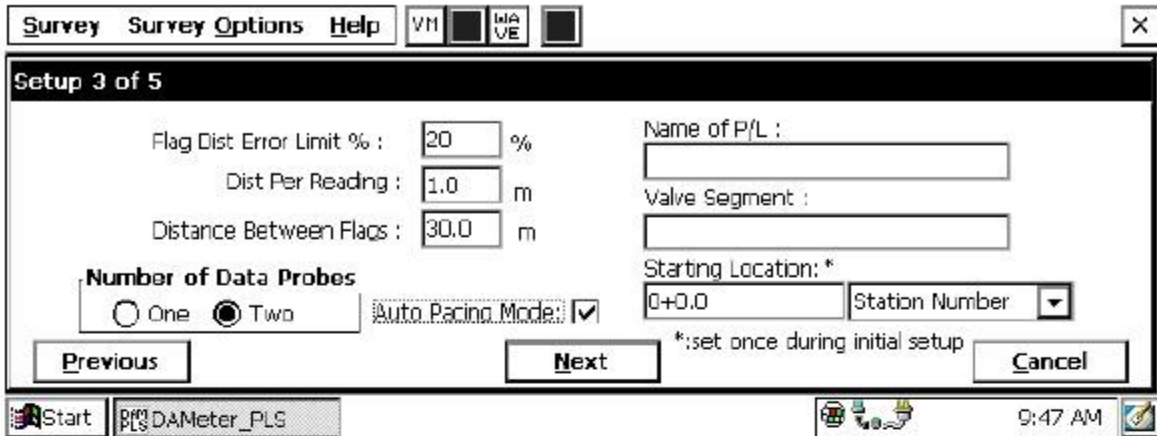 Survey Survey Options Help VM WAVE
Setup 3 of 5
Flag Dist Error Limit % : 20 %
Dist Per Reading : 1.0 m
Distance Between Flags : 30.0 m
Number of Data Probes
One Two
Auto Pacing Mode:
Name of P/L :
Valve Segment :
Starting Location: *
0+0.0 Station Number
*:set once during initial setup
Previous Next Cancel
Start DAMeter_PLS 9:47 AM